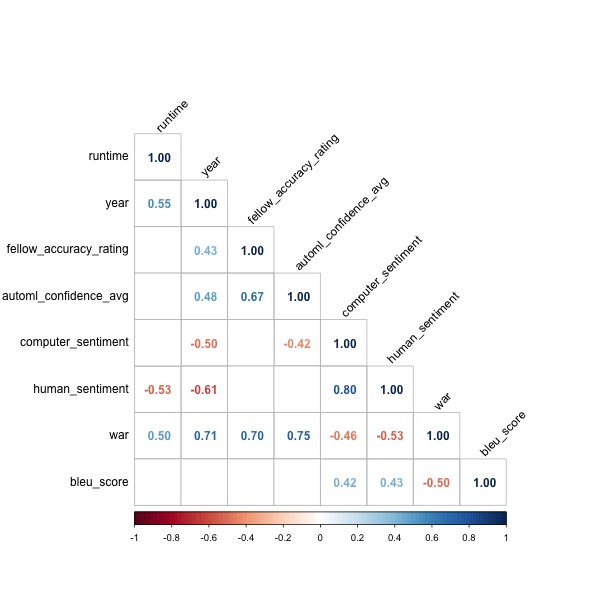 runtime
runtime 1.00
year
year 0.55 1.00
fellow_accuracy_rating
fellow_accuracy_rating 0.43 1.00
automl_confidence_avg
automl_confidence_avg 0.48 0.67 1.00
computer_sentiment
computer_sentiment -0.50 -0.42 1.00
human_sentiment
human_sentiment -0.53 -0.61 0.80 1.00
war
war 0.50 0.71 0.70 0.75 -0.46 -0.53 1.00
bleu_score
bleu_score 0.42 0.43 -0.50 1.00
-1 -0.8 -0.6 -0.4 -0.2 0 0.2 0.4 0.6 0.8 1